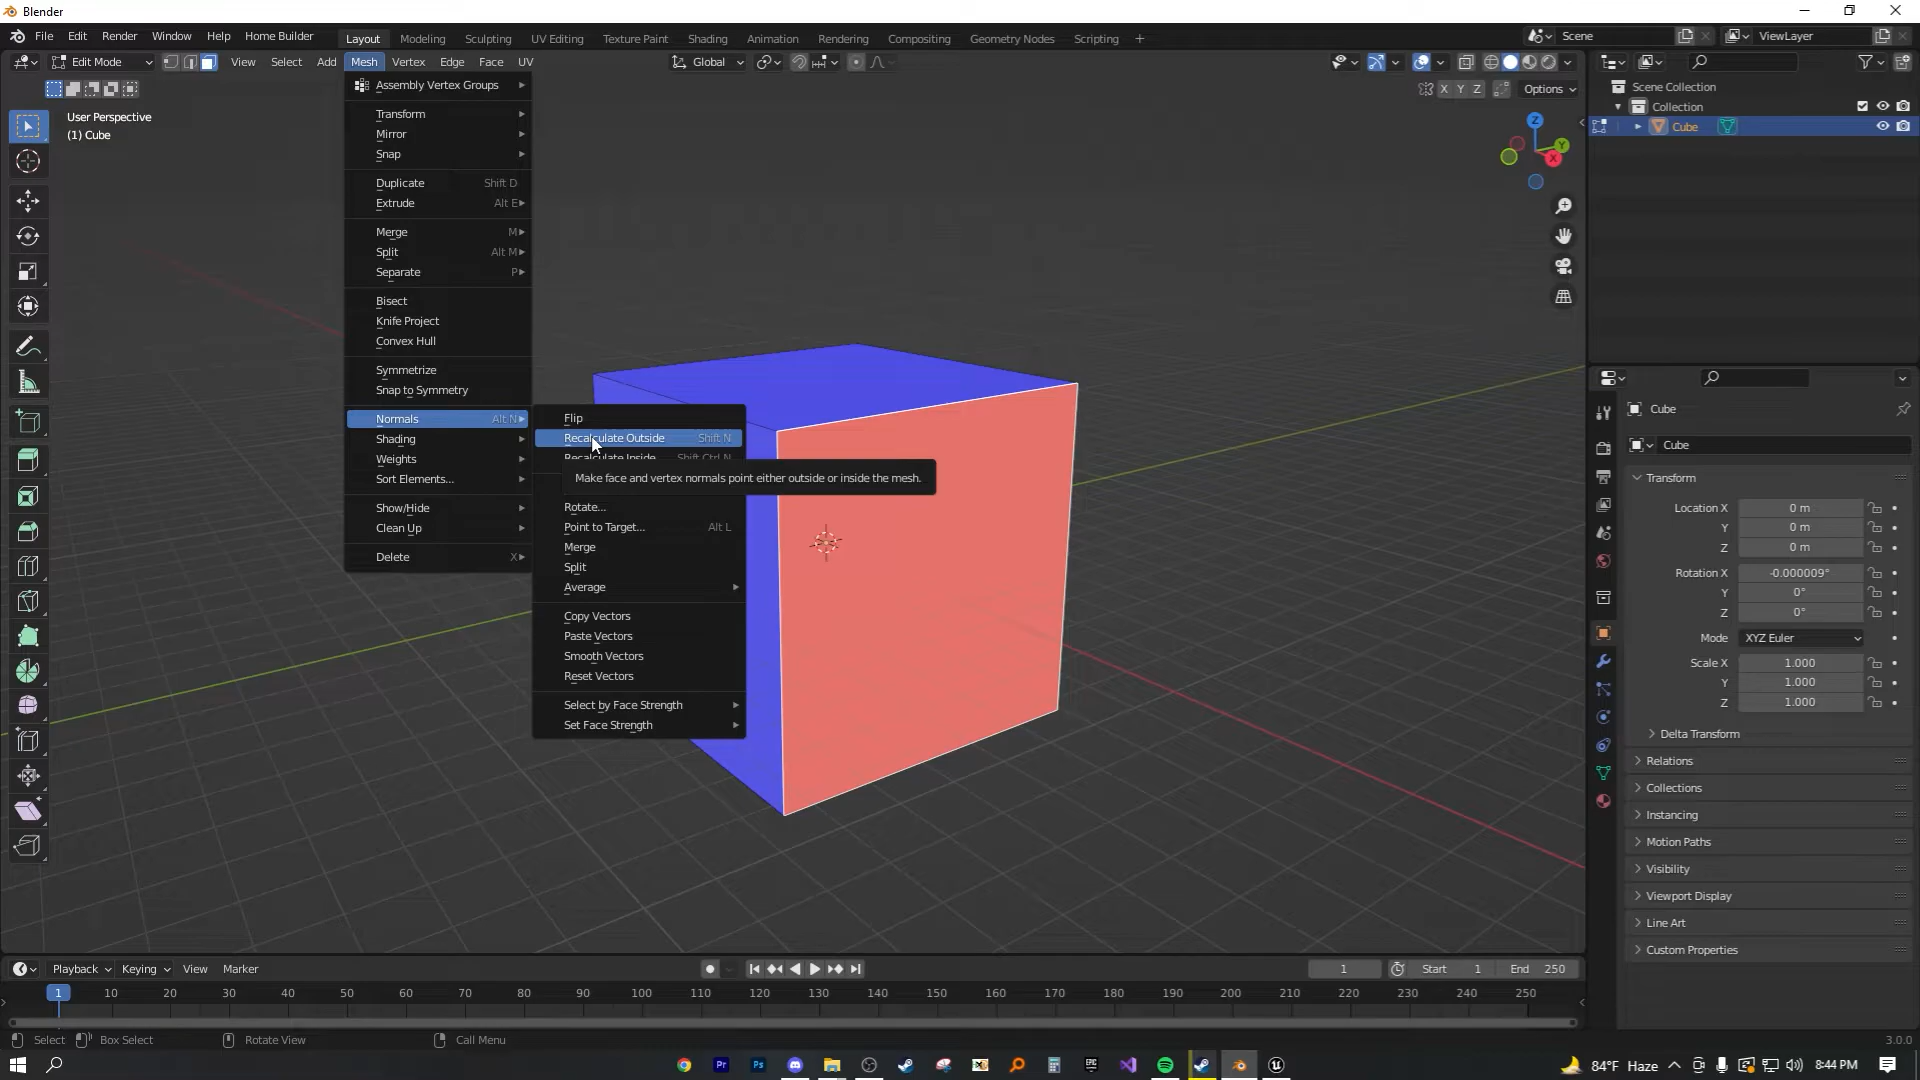 Blender
File Edit Render Window Help Home Builder Layout Modeling Sculpting UV Editing Texture Paint Shading Animation Rendering Compositing Geometry Nodes Scripting + Scene ViewLayer
Edit Mode View Select Add Mesh Vertex Edge Face UV Global
X Y Z Options
User Perspective
(1) Cube
Assembly Vertex Groups
Transform
Mirror
Snap
Duplicate Shift D
Extrude Alt E
Merge M
Split Alt M
Separate P
Bisect
Knife Project
Convex Hull
Symmetrize
Snap to Symmetry
Normals Alt N
Shading
Weights
Sort Elements...
Show/Hide
Clean Up
Delete X
Flip
Recalculate Outside Shift N
Recalculate Inside Shift Ctrl N
Make face and vertex normals point either outside or inside the mesh.
Rotate...
Point to Target... Alt L
Merge
Split
Average
Copy Vectors
Paste Vectors
Smooth Vectors
Reset Vectors
Select by Face Strength
Set Face Strength
Z
Y
X
Scene Collection
Collection
Cube
Cube
Cube
Transform
Location X 0 m
Y 0 m
Z 0 m
Rotation X -0.000009°
Y 0°
Z 0°
Mode XYZ Euler
Scale X 1.000
Y 1.000
Z 1.000
Delta Transform
Relations
Collections
Instancing
Motion Paths
Visibility
Viewport Display
Line Art
Custom Properties
Playback Keying View Marker 1 Start 1 End 250
1 10 20 30 40 50 60 70 80 90 100 110 120 130 140 150 160 170 180 190 200 210 220 230 240 250
Select Box Select Rotate View Call Menu 3.0.0
Pr Ps 84°F Haze 8:44 PM